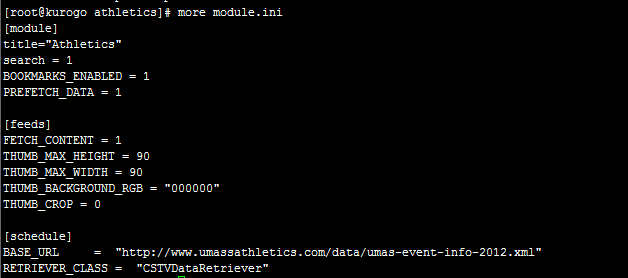 [root@kurogo athletics]# more module.ini
[module]
title="Athletics"
search = 1
BOOKMARKS_ENABLED = 1
PREFETCH_DATA = 1

[feeds]
FETCH_CONTENT = 1
THUMB_MAX_HEIGHT = 90
THUMB_MAX_WIDTH = 90
THUMB_BACKGROUND_RGB = "000000"
THUMB_CROP = 0

[schedule]
BASE_URL     =  "http://www.umassathletics.com/data/umas-event-info-2012.xml"
RETRIEVER_CLASS =  "CSTVDataRetriever"